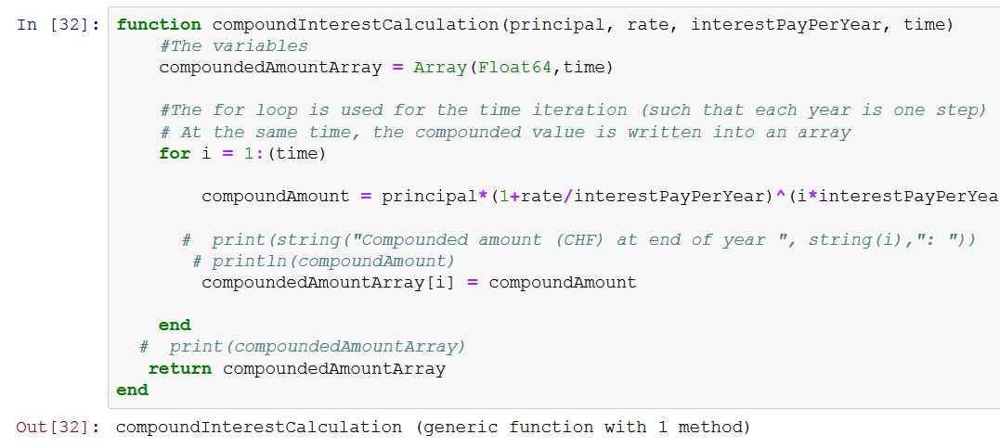 In [32]: function compoundInterestCalculation(principal, rate, interestPayPerYear, time)
#The variables
compoundedAmountArray = Array(Float64,time)
#The for loop is used for the time iteration (such that each year is one step)
# At the same time, the compounded value is written into an array
for i = 1:(time)
compoundAmount = principal*(1+rate/interestPayPerYear)^(i*interestPayPerYea
#  print(string("Compounded amount (CHF) at end of year ", string(i),": "))
# println(compoundAmount)
compoundedAmountArray[i] = compoundAmount
end
#  print(compoundedAmountArray)
return compoundedAmountArray
end
Out[32]: compoundInterestCalculation (generic function with 1 method)